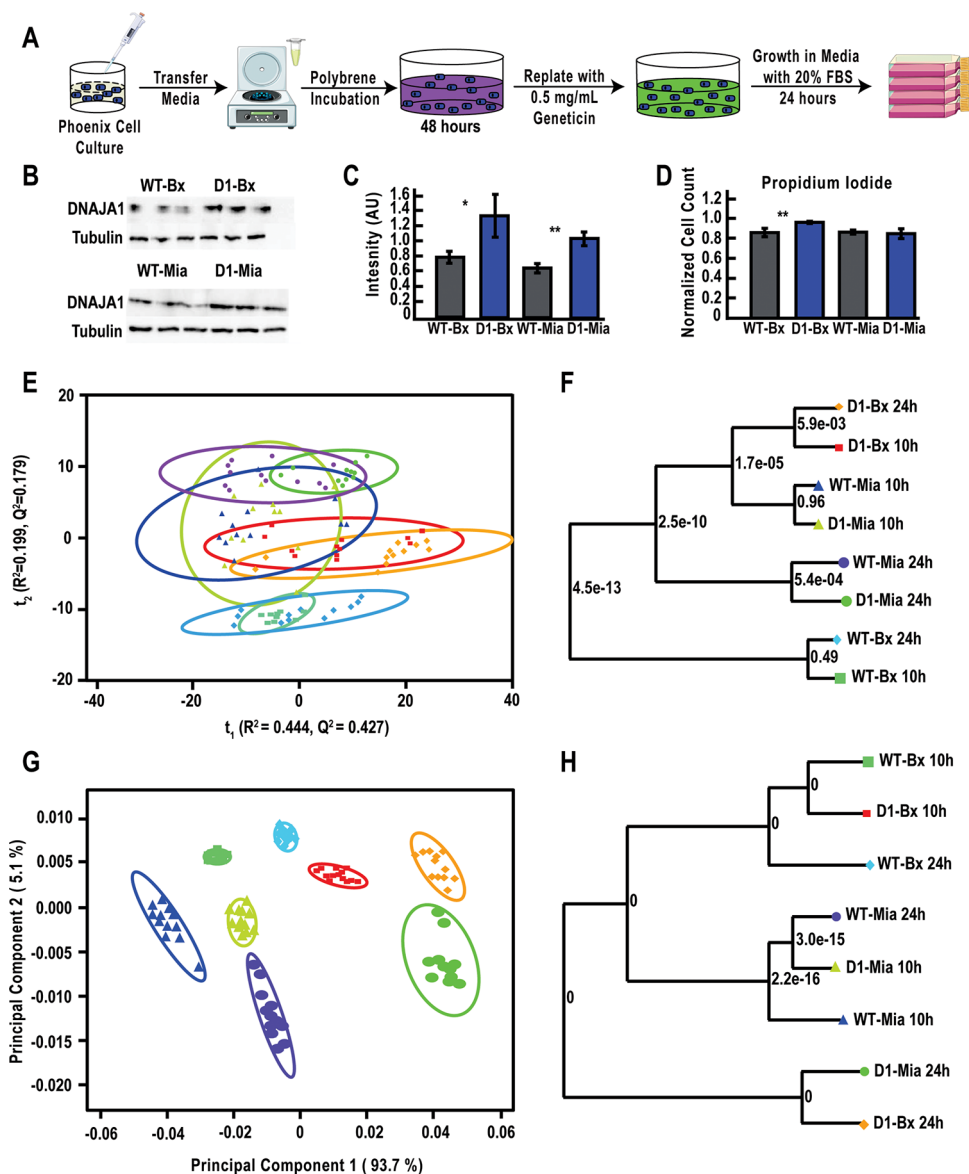 A
Phoenix Cell
Culture
Transfer
Media
Polybrene
Incubation
48 hours
Replate with
0.5 mg/mL
Geneticin
Growth in Media
with 20% FBS
24 hours
B
WT-Bx D1-Bx
DNAJA1
Tubulin
WT-Mia D1-Mia
DNAJA1
Tubulin
C
Intesnity (AU)
1.6
1.4
1.2
1.0
0.8
0.6
0.4
0.2
0
*
**
WT-Bx D1-Bx WT-Mia D1-Mia
D
Propidium Iodide
Normalized Cell Count
1.2
1.0
0.8
0.6
0.4
0.2
0
**
WT-Bx D1-Bx WT-Mia D1-Mia
E
t2 (R2=0.199, Q2=0.179)
20
10
0
-10
-20
-40 -20 0 20 40
t1 (R2 = 0.444, Q2 = 0.427)
F
D1-Bx 24h
5.9e-03
D1-Bx 10h
1.7e-05
WT-Mia 10h
0.96
D1-Mia 10h
2.5e-10
WT-Mia 24h
5.4e-04
D1-Mia 24h
4.5e-13
WT-Bx 24h
0.49
WT-Bx 10h
G
Principal Component 2 ( 5.1 %)
0.010
0.005
0.000
-0.005
-0.010
-0.015
-0.020
-0.06 -0.04 -0.02 0 0.02 0.04 0.06
Principal Component 1 ( 93.7 %)
H
WT-Bx 10h
0
D1-Bx 10h
0
WT-Bx 24h
0
WT-Mia 24h
3.0e-15
D1-Mia 10h
2.2e-16
WT-Mia 10h
0
D1-Mia 24h
0
D1-Bx 24h